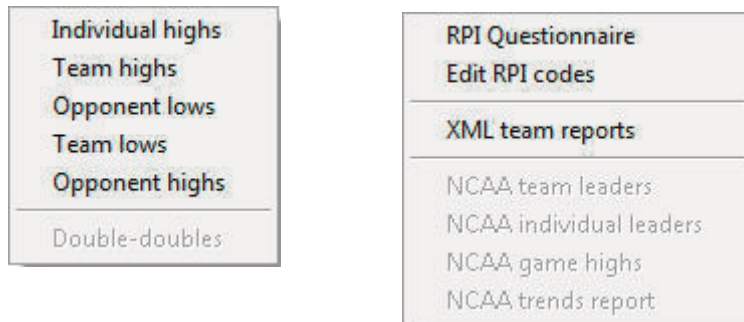 Individual highs
Team highs
Opponent lows
Team lows
Opponent highs
Double-doubles
RPI Questionnaire
Edit RPI codes
XML team reports
NCAA team leaders
NCAA individual leaders
NCAA game highs
NCAA trends report